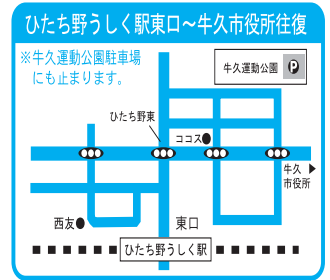 ひたち野うしく駅東口～牛久市役所往復
※牛久運動公園駐車場
にも止まります。
牛久運動公園 P
ひたち野東
ココス
牛久
市役所
西友
東口
ひたち野うしく駅